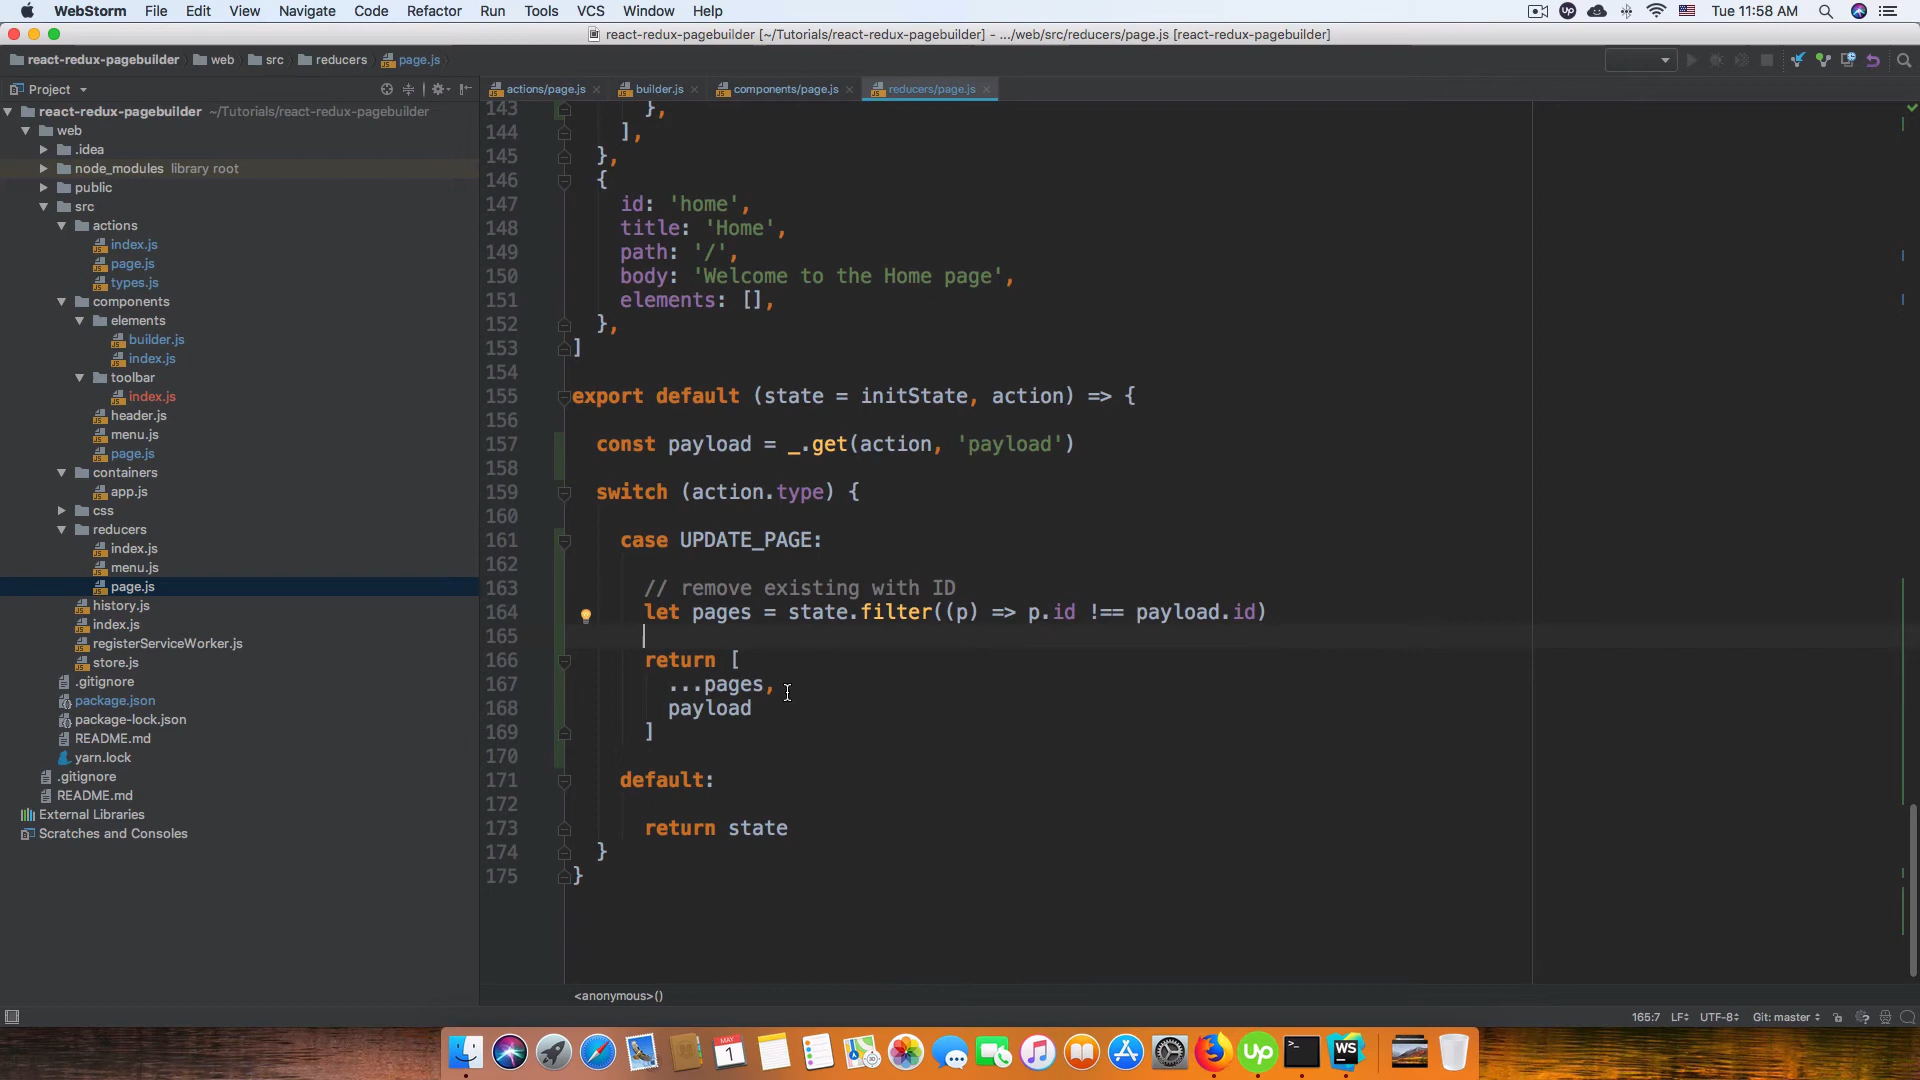 WebStorm File Edit View Navigate Code Refactor Run Tools VCS Window Help Tue 11:58 AM
react-redux-pagebuilder [~/Tutorials/react-redux-pagebuilder] - .../web/src/reducers/page.js [react-redux-pagebuilder]
react-redux-pagebuilder web src reducers page.js
Project
actions/page.js builder.js components/page.js reducers/page.js
react-redux-pagebuilder ~/Tutorials/react-redux-pagebuilder
web
.idea
node_modules library root
public
src
actions
index.js
page.js
types.js
components
elements
builder.js
index.js
toolbar
index.js
header.js
menu.js
page.js
containers
app.js
css
reducers
index.js
menu.js
page.js
history.js
index.js
registerServiceWorker.js
store.js
.gitignore
package.json
package-lock.json
README.md
yarn.lock
.gitignore
README.md
External Libraries
Scratches and Consoles
143 },
144 ],
145 },
146 {
147 id: 'home',
148 title: 'Home',
149 path: '/',
150 body: 'Welcome to the Home page',
151 elements: [],
152 },
153 ]
154
155 export default (state = initState, action) => {
156
157 const payload = _.get(action, 'payload')
158
159 switch (action.type) {
160
161 case UPDATE_PAGE:
162
163 // remove existing with ID
164 let pages = state.filter((p) => p.id !== payload.id)
165
166 return [
167 ...pages,
168 payload
169 ]
170
171 default:
172
173 return state
174 }
175 }
<anonymous>()
165:7 LF UTF-8 Git: master
MAY
1
Up
>_
WS